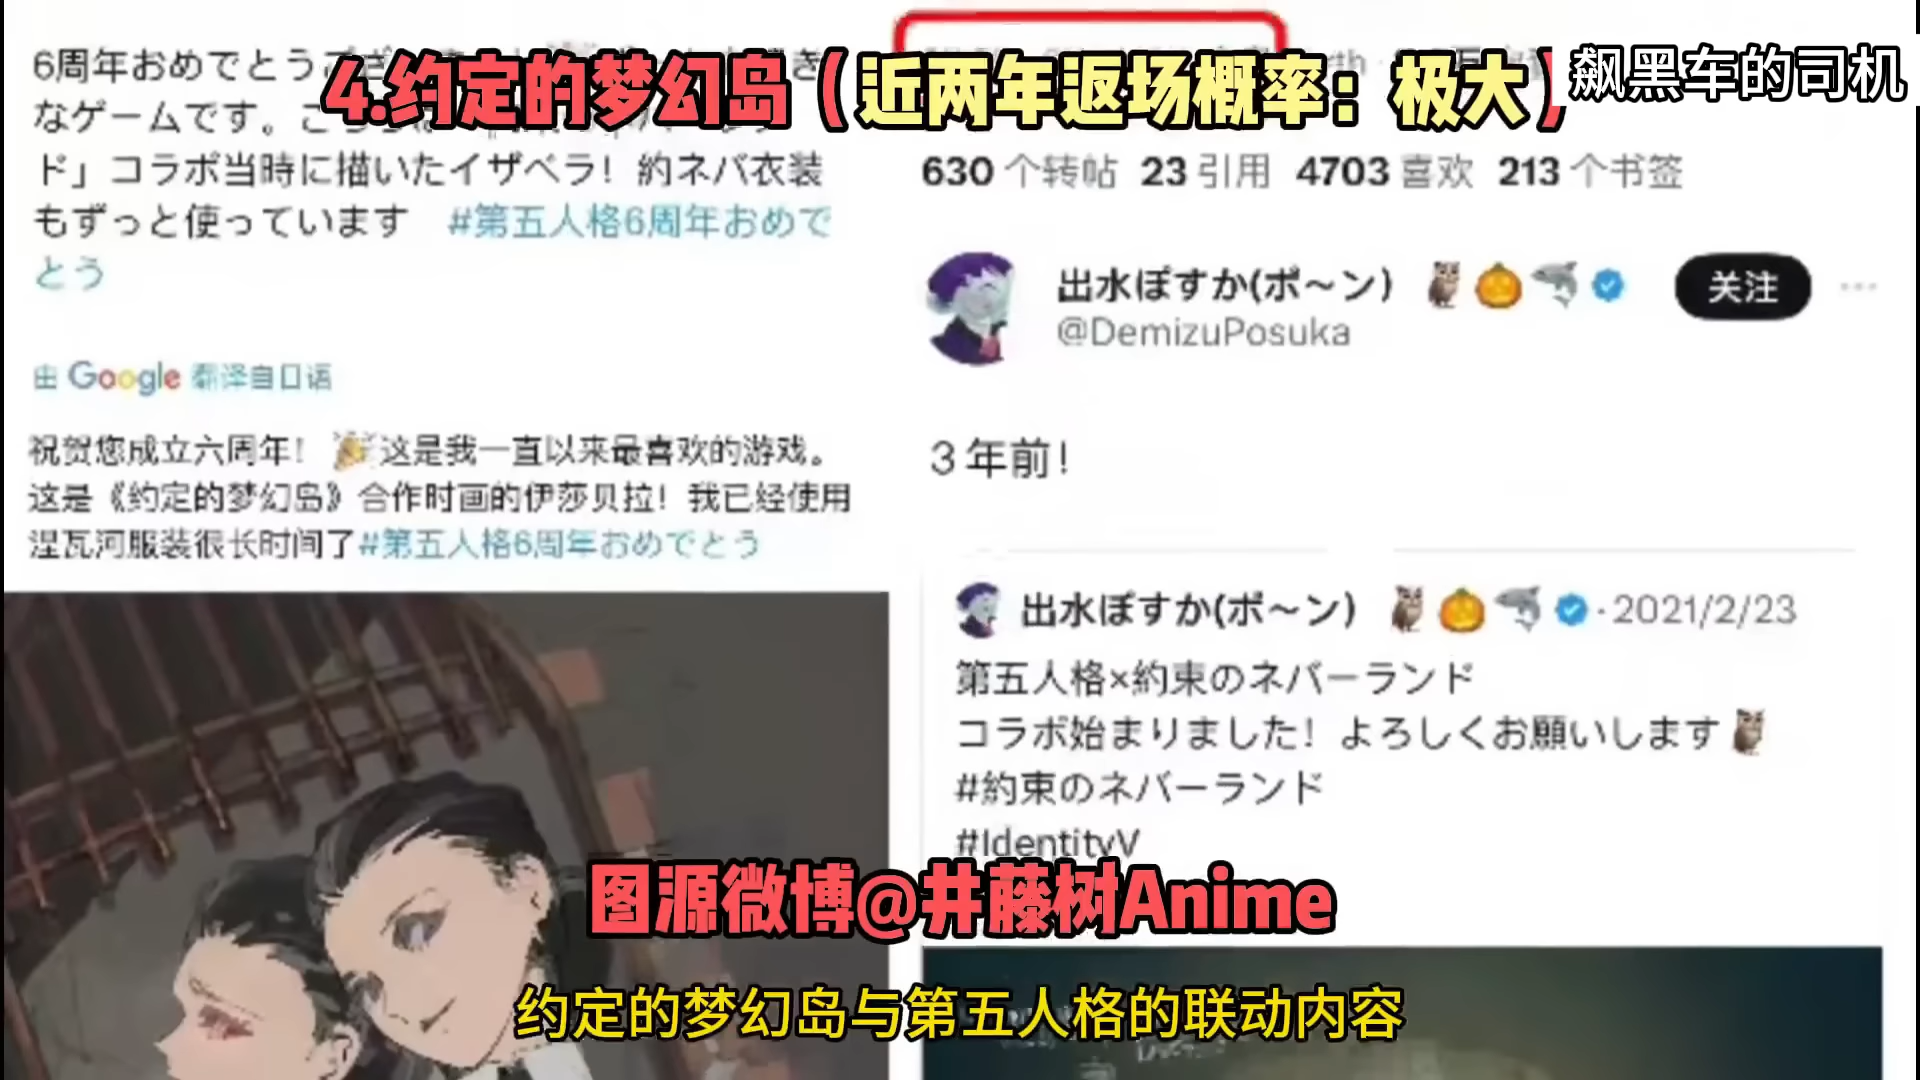 4.约定的梦幻岛（近两年返场概率：极大）
飙黑车的司机
6周年おめでとう
なゲームです。
ド」コラボ当時に描いたイザベラ！約ネバ衣装
もずっと使っています #第五人格6周年おめで
とう
由 Google 翻译自日语
祝贺您成立六周年！🎉这是我一直以来最喜欢的游戏。
这是《约定的梦幻岛》合作时画的伊莎贝拉！我已经使用
涅瓦河服装很长时间了#第五人格6周年おめでとう
630 个转帖 23 引用 4703 喜欢 213 个书签
出水ぽすか(ポ～ン)
关注
@DemizuPosuka
3年前！
出水ぽすか(ポ～ン) · 2021/2/23
第五人格×約束のネバーランド
コラボ始まりました！よろしくお願いします🦉
#約束のネバーランド
#IdentityV
图源微博@井藤树Anime
约定的梦幻岛与第五人格的联动内容